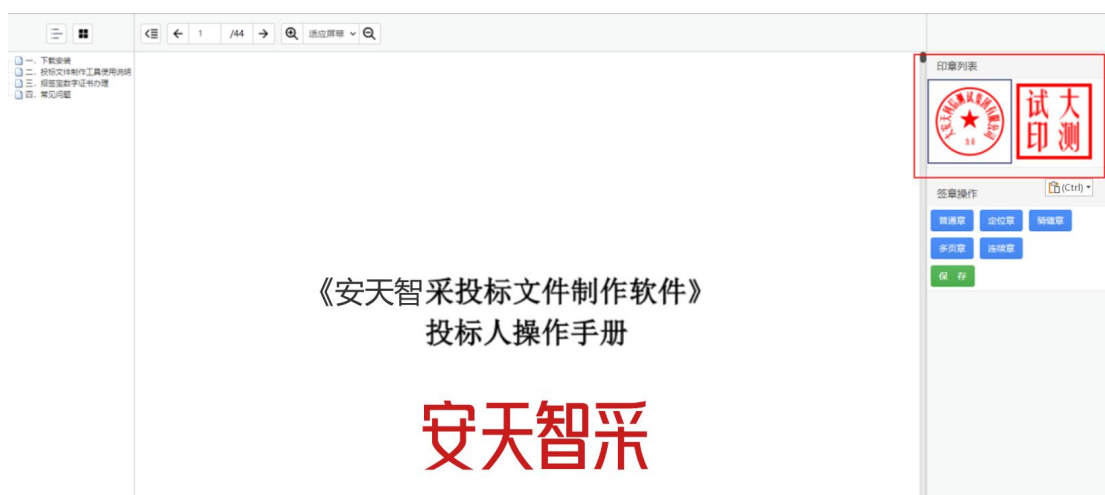 1 /44 适应屏幕
一、下载安装
二、投标文件制作工具使用说明
三、招签宝数字证书办理
四、常见问题
印章列表
试大
印测
签章操作
(Ctrl)
普通章 定位章 骑缝章
多页章 连续章
保 存
《安天智采投标文件制作软件》
投标人操作手册
安天智采